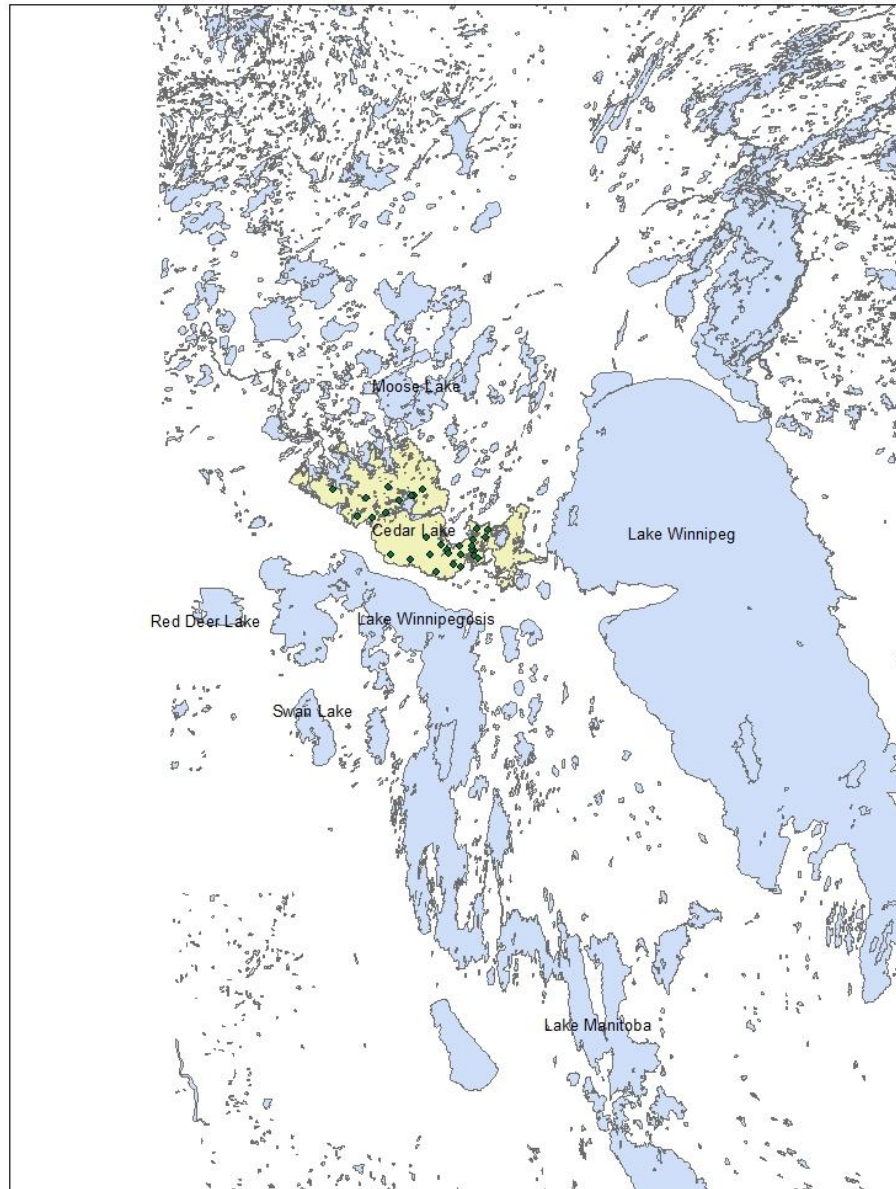 Moose Lake
Cedar Lake
Lake Winnipeg
Red Deer Lake
Lake Winnipegosis
Swan Lake
Lake Manitoba